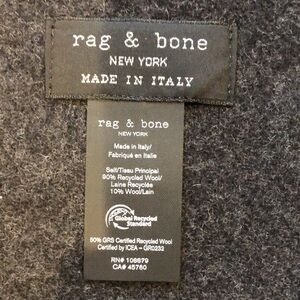 rag & bone
NEW YORK
MADE IN ITALY
rag & bone
NEW YORK
Made in Italy/
Fabriqué en Italie
Self/Tissu Principal
90% Recycled Wool/
Laine Recyclée
10% Wool/Lain
Global Recycled
Standard
50% GRS Certified Recycled Wool
Certified by ICEA – GR0232
RN# 108679
CA# 45760